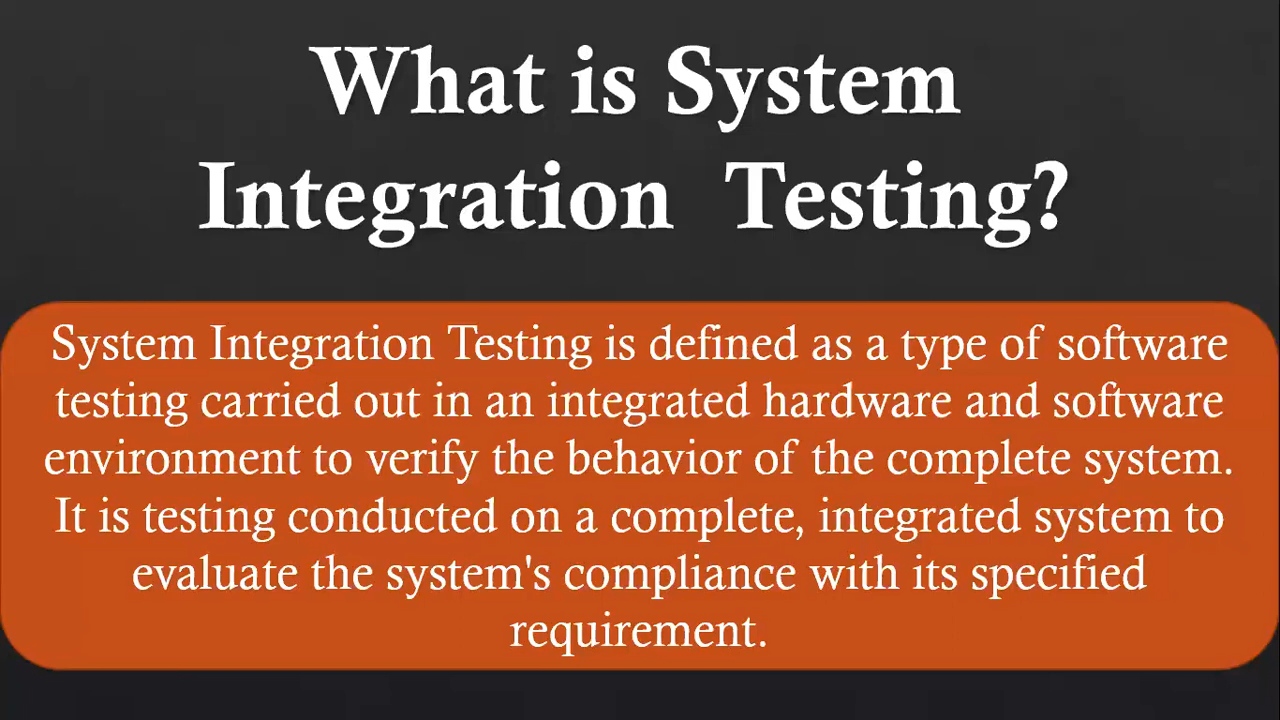 What is System
Integration Testing?
System Integration Testing is defined as a type of software
testing carried out in an integrated hardware and software
environment to verify the behavior of the complete system.
It is testing conducted on a complete, integrated system to
evaluate the system's compliance with its specified
requirement.